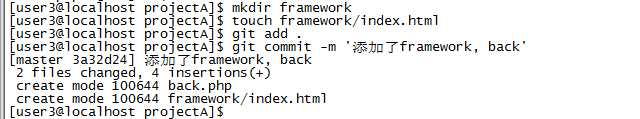 [user3@localhost projectA]$ mkdir framework
[user3@localhost projectA]$ touch framework/index.html
[user3@localhost projectA]$ git add .
[user3@localhost projectA]$ git commit -m '添加了framework, back'
[master 3a32d24] 添加了framework, back
 2 files changed, 4 insertions(+)
 create mode 100644 back.php
 create mode 100644 framework/index.html
[user3@localhost projectA]$